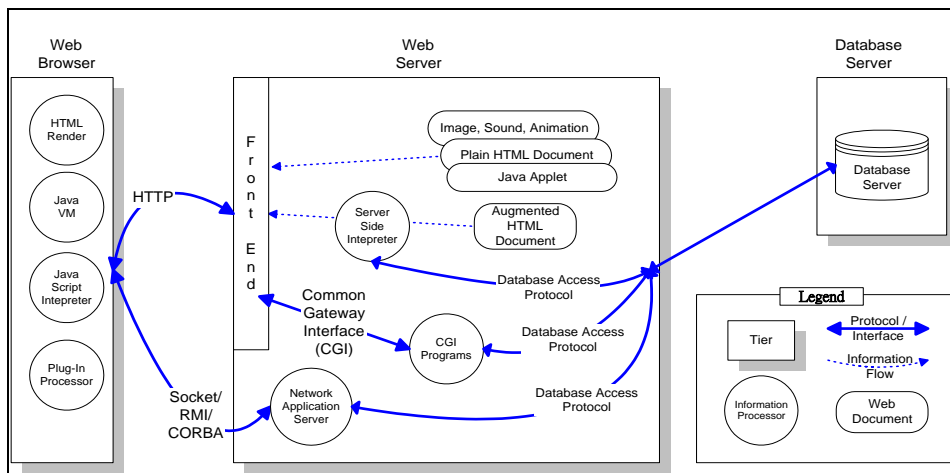 Web
Browser
HTML
Render
Java
VM
Java
Script
Intepreter
Plug-In
Processor
HTTP
Socket/
RMI/
CORBA
Web
Server
F
r
o
n
t
E
n
d
Image, Sound, Animation
Plain HTML Document
Java Applet
Server
Side
Intepreter
Augmented
HTML
Document
Common
Gateway
Interface
(CGI)
CGI
Programs
Network
Application
Server
Database Access
Protocol
Database Access
Protocol
Database Access
Protocol
Database
Server
Database
Server
Legend
Tier
Protocol /
Interface
Information
Flow
Information
Processor
Web
Document